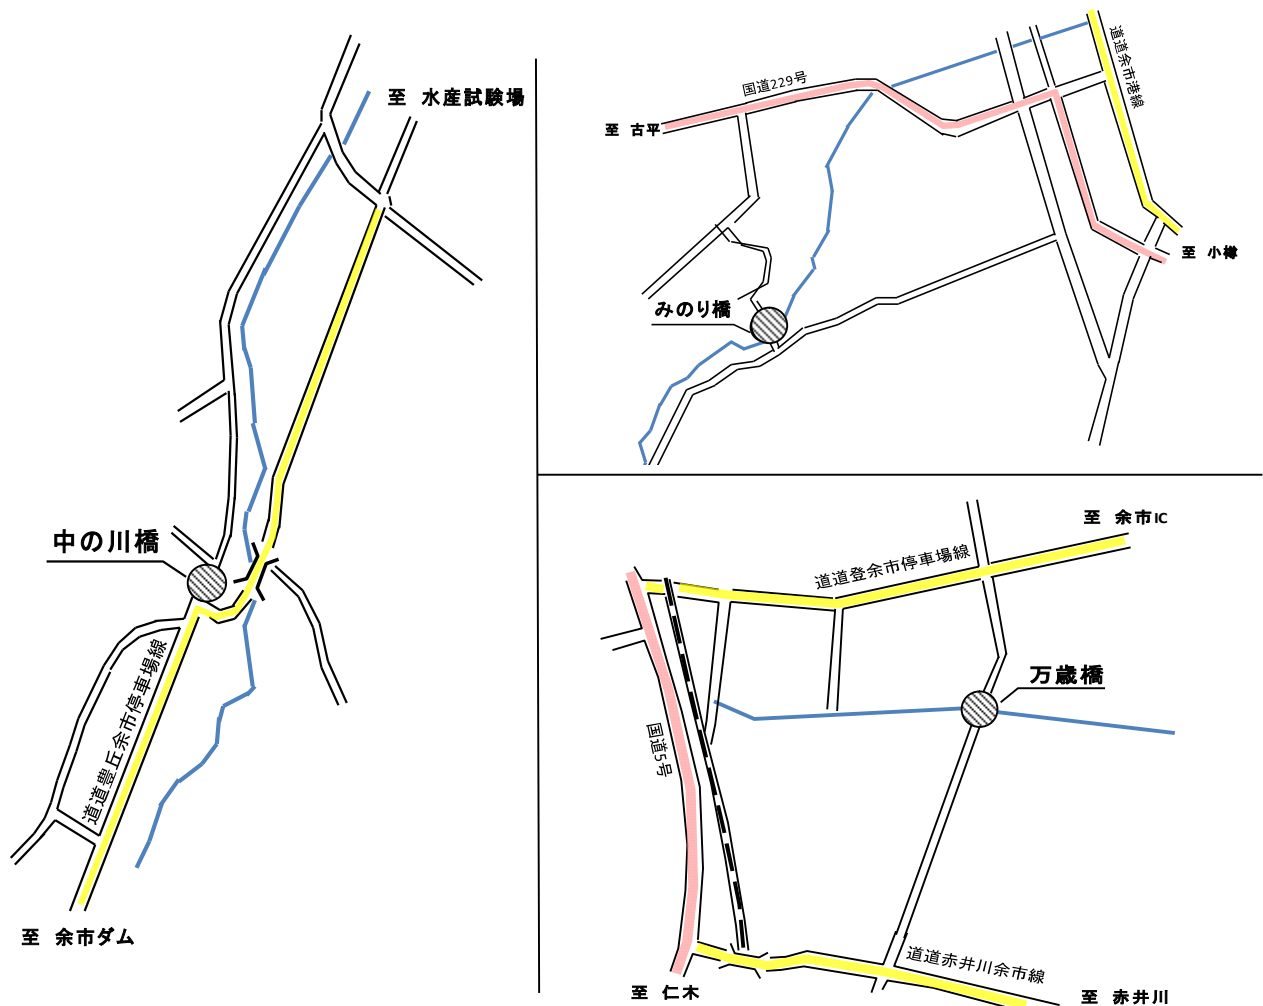 至 水産試験場
中の川橋
道道豊丘余市停車場線
至 余市ダム
国道229号
道道余市港線
至 古平
至 小樽
みのり橋
至 余市IC
道道登余市停車場線
万歳橋
国道5号
道道赤井川余市線
至 仁木
至 赤井川